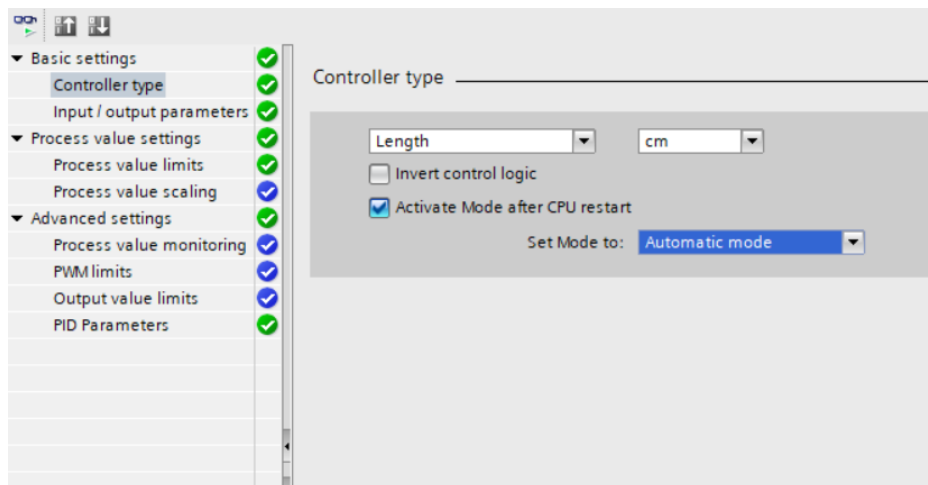 Basic settings
Controller type
Input / output parameters
Process value settings
Process value limits
Process value scaling
Advanced settings
Process value monitoring
PWM limits
Output value limits
PID Parameters
Controller type
Length cm
Invert control logic
Activate Mode after CPU restart
Set Mode to: Automatic mode